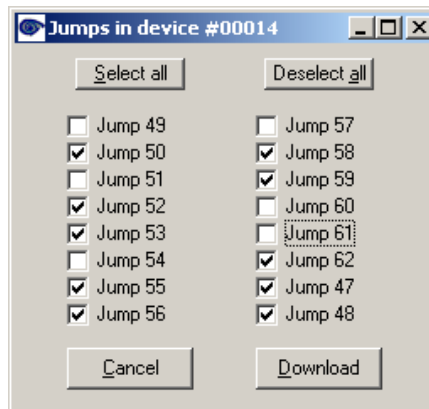 Jumps in device #00014
Select all Deselect all
Jump 49 Jump 57
Jump 50 Jump 58
Jump 51 Jump 59
Jump 52 Jump 60
Jump 53 Jump 61
Jump 54 Jump 62
Jump 55 Jump 47
Jump 56 Jump 48
Cancel Download